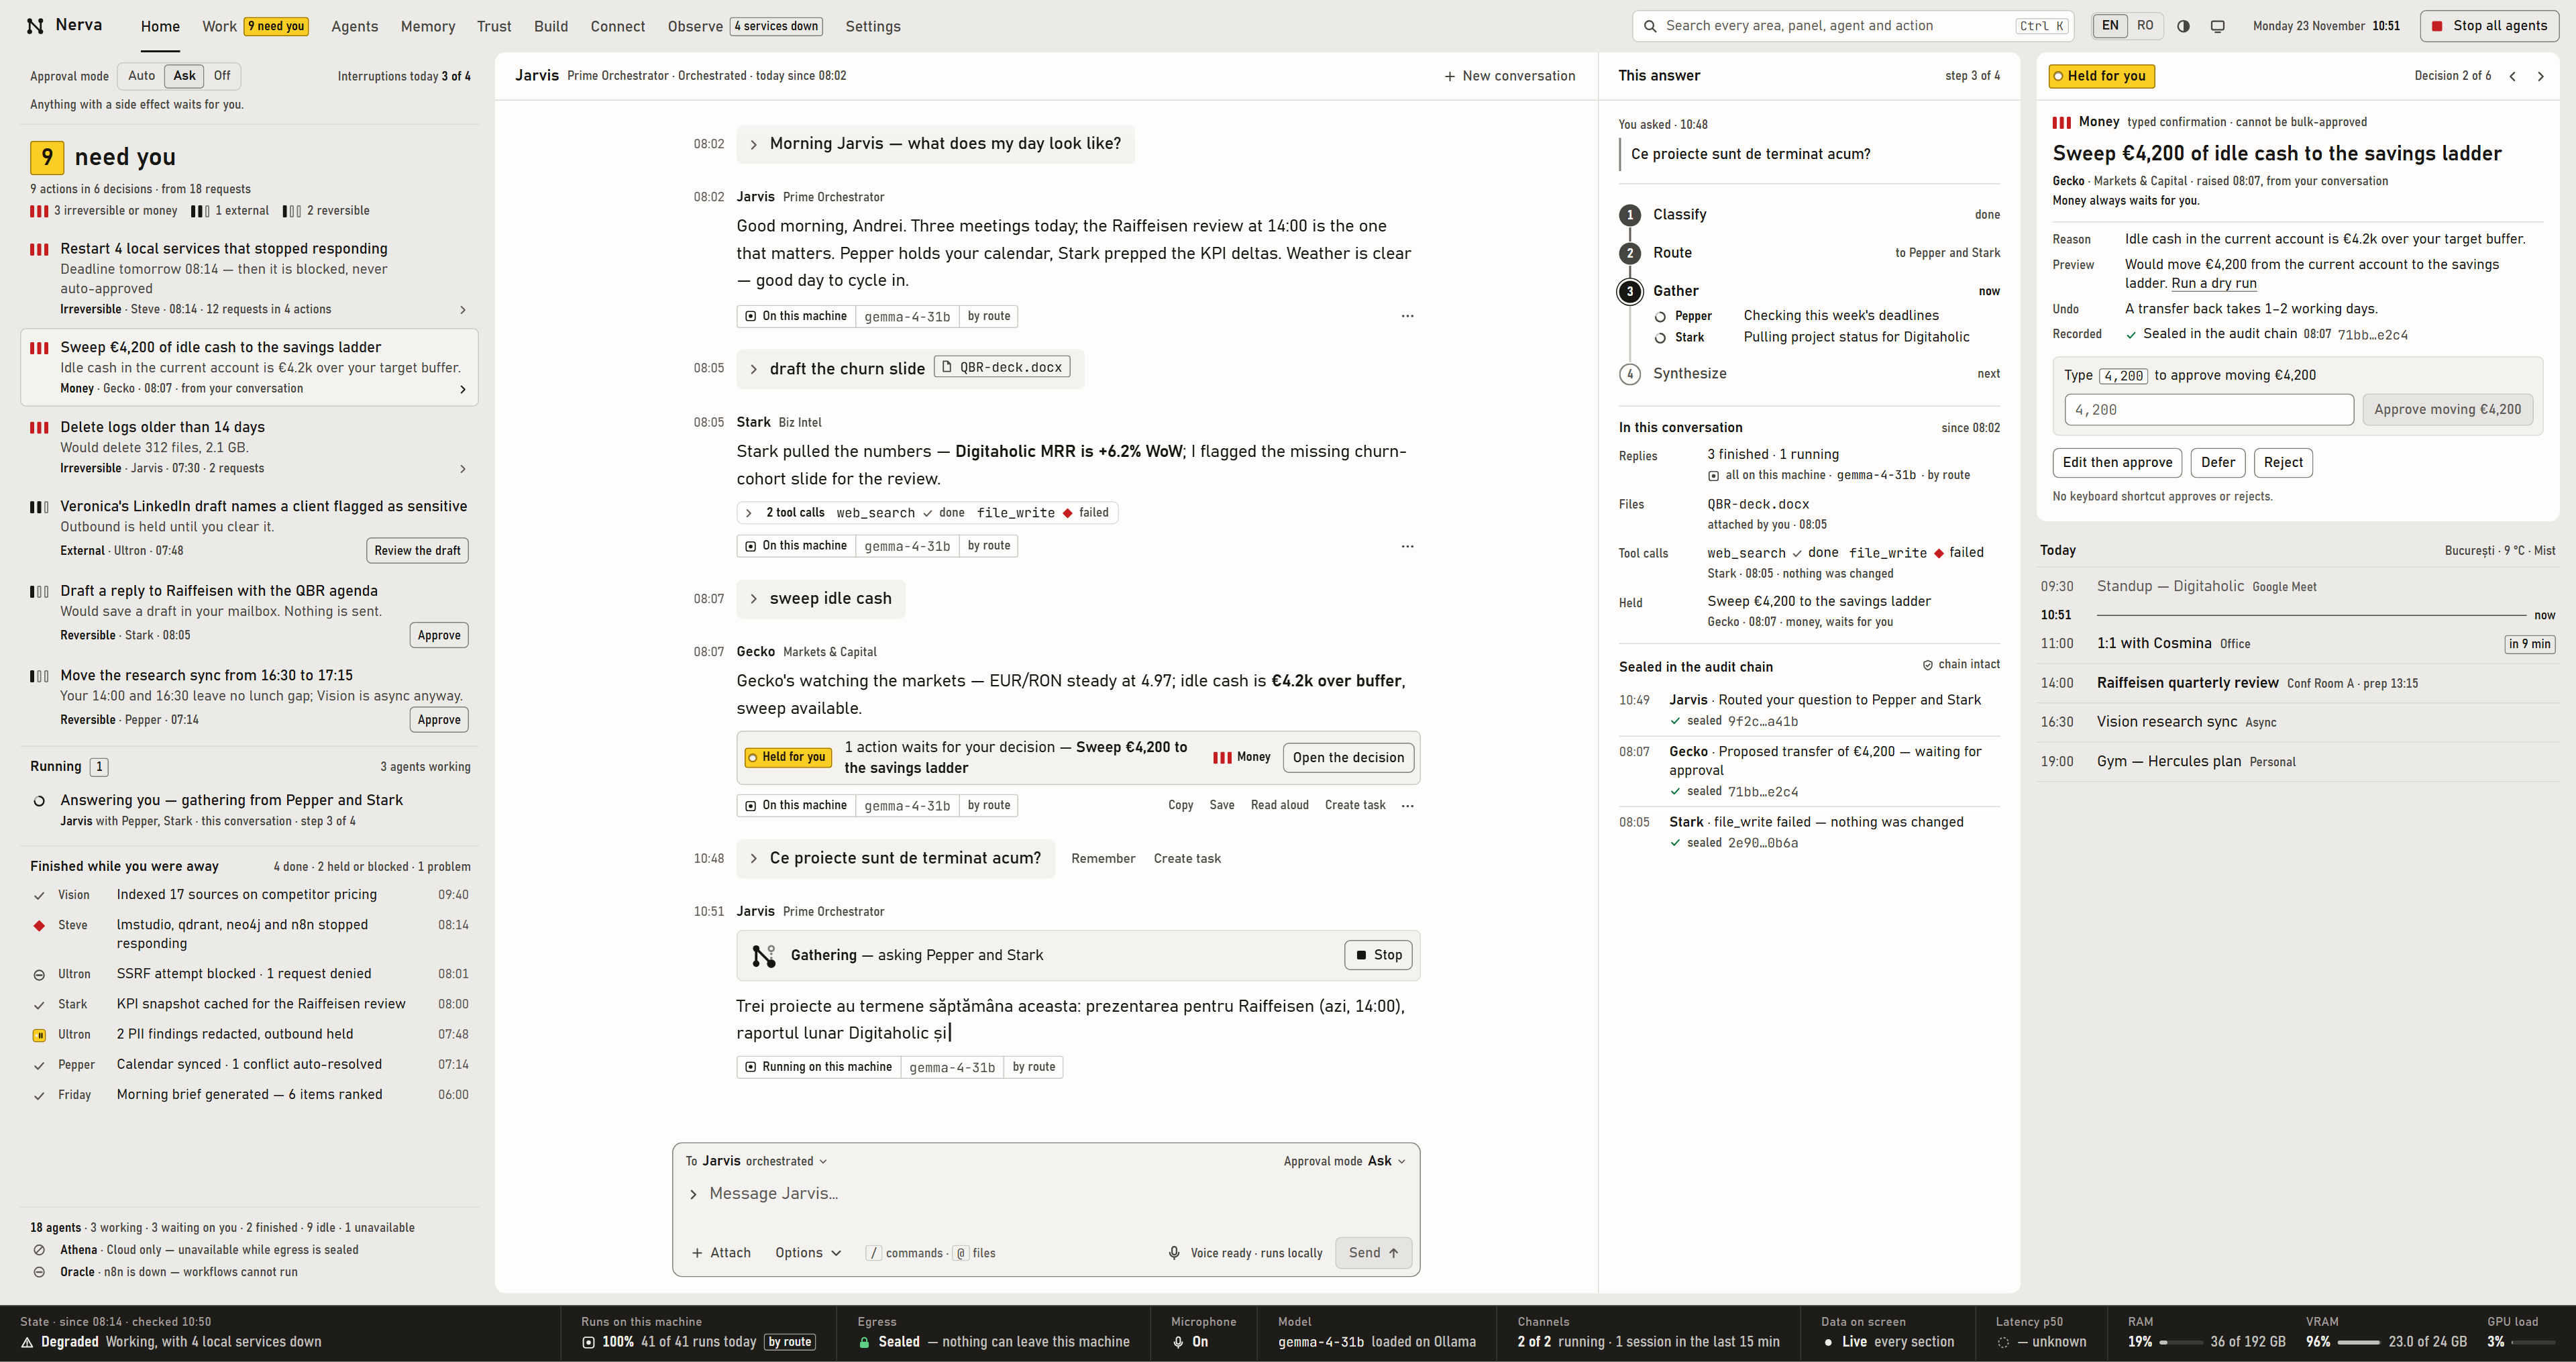 Nerva
Home
Work 9 need you
Agents
Memory
Trust
Build
Connect
Observe 4 services down
Settings
Search every area, panel, agent and action Ctrl K
EN RO
Monday 23 November 10:51
Stop all agents
Approval mode Auto Ask Off
Interruptions today 3 of 4
Anything with a side effect waits for you.
9 need you
9 actions in 6 decisions · from 18 requests
3 irreversible or money 1 external 2 reversible
Restart 4 local services that stopped responding
Deadline tomorrow 08:14 — then it is blocked, never
auto-approved
Irreversible · Steve · 08:14 · 12 requests in 4 actions
Sweep €4,200 of idle cash to the savings ladder
Idle cash in the current account is €4.2k over your target buffer.
Money · Gecko · 08:07 · from your conversation
Delete logs older than 14 days
Would delete 312 files, 2.1 GB.
Irreversible · Jarvis · 07:30 · 2 requests
Veronica's LinkedIn draft names a client flagged as sensitive
Outbound is held until you clear it.
External · Ultron · 07:48 Review the draft
Draft a reply to Raiffeisen with the QBR agenda
Would save a draft in your mailbox. Nothing is sent.
Reversible · Stark · 08:05 Approve
Move the research sync from 16:30 to 17:15
Your 14:00 and 16:30 leave no lunch gap; Vision is async anyway.
Reversible · Pepper · 07:14 Approve
Running 1 3 agents working
Answering you — gathering from Pepper and Stark
Jarvis with Pepper, Stark · this conversation · step 3 of 4
Finished while you were away 4 done · 2 held or blocked · 1 problem
Vision Indexed 17 sources on competitor pricing 09:40
Steve lmstudio, qdrant, neo4j and n8n stopped 08:14
responding
Ultron SSRF attempt blocked · 1 request denied 08:01
Stark KPI snapshot cached for the Raiffeisen review 08:00
Ultron 2 PII findings redacted, outbound held 07:48
Pepper Calendar synced · 1 conflict auto-resolved 07:14
Friday Morning brief generated — 6 items ranked 06:00
18 agents · 3 working · 3 waiting on you · 2 finished · 9 idle · 1 unavailable
Athena · Cloud only — unavailable while egress is sealed
Oracle · n8n is down — workflows cannot run
Jarvis Prime Orchestrator · Orchestrated · today since 08:02
+ New conversation
08:02 Morning Jarvis — what does my day look like?
08:02 Jarvis Prime Orchestrator
Good morning, Andrei. Three meetings today; the Raiffeisen review at 14:00 is the one
that matters. Pepper holds your calendar, Stark prepped the KPI deltas. Weather is clear
— good day to cycle in.
On this machine gemma-4-31b by route
08:05 draft the churn slide QBR-deck.docx
08:05 Stark Biz Intel
Stark pulled the numbers — Digitaholic MRR is +6.2% WoW; I flagged the missing churn-
cohort slide for the review.
2 tool calls web_search done file_write failed
On this machine gemma-4-31b by route
08:07 sweep idle cash
08:07 Gecko Markets & Capital
Gecko's watching the markets — EUR/RON steady at 4.97; idle cash is €4.2k over buffer,
sweep available.
Held for you 1 action waits for your decision — Sweep €4,200 to
the savings ladder
Money Open the decision
On this machine gemma-4-31b by route Copy Save Read aloud Create task
10:48 Ce proiecte sunt de terminat acum? Remember Create task
10:51 Jarvis Prime Orchestrator
Gathering — asking Pepper and Stark Stop
Trei proiecte au termene săptămâna aceasta: prezentarea pentru Raiffeisen (azi, 14:00),
raportul lunar Digitaholic și
Running on this machine gemma-4-31b by route
To Jarvis orchestrated Approval mode Ask
Message Jarvis...
+ Attach Options / commands · @ files Voice ready · runs locally Send
This answer step 3 of 4
You asked · 10:48
Ce proiecte sunt de terminat acum?
1 Classify done
2 Route to Pepper and Stark
3 Gather now
Pepper Checking this week's deadlines
Stark Pulling project status for Digitaholic
4 Synthesize next
In this conversation since 08:02
Replies 3 finished · 1 running
all on this machine · gemma-4-31b · by route
Files QBR-deck.docx
attached by you · 08:05
Tool calls web_search done file_write failed
Stark · 08:05 · nothing was changed
Held Sweep €4,200 to the savings ladder
Gecko · 08:07 · money, waits for you
Sealed in the audit chain chain intact
10:49 Jarvis · Routed your question to Pepper and Stark
sealed 9f2c…a41b
08:07 Gecko · Proposed transfer of €4,200 — waiting for
approval
sealed 71bb…e2c4
08:05 Stark · file_write failed — nothing was changed
sealed 2e90…0b6a
Held for you Decision 2 of 6
Money typed confirmation · cannot be bulk-approved
Sweep €4,200 of idle cash to the savings ladder
Gecko · Markets & Capital · raised 08:07, from your conversation
Money always waits for you.
Reason Idle cash in the current account is €4.2k over your target buffer.
Preview Would move €4,200 from the current account to the savings
ladder. Run a dry run
Undo A transfer back takes 1–2 working days.
Recorded Sealed in the audit chain 08:07 71bb…e2c4
Type 4,200 to approve moving €4,200
4,200 Approve moving €4,200
Edit then approve Defer Reject
No keyboard shortcut approves or rejects.
Today București · 9 °C · Mist
09:30 Standup — Digitaholic Google Meet
10:51 now
11:00 1:1 with Cosmina Office in 9 min
14:00 Raiffeisen quarterly review Conf Room A · prep 13:15
16:30 Vision research sync Async
19:00 Gym — Hercules plan Personal
State · since 08:14 · checked 10:50
Degraded Working, with 4 local services down
Runs on this machine
100% 41 of 41 runs today by route
Egress
Sealed — nothing can leave this machine
Microphone
On
Model
gemma-4-31b loaded on Ollama
Channels
2 of 2 running · 1 session in the last 15 min
Data on screen
Live every section
Latency p50
— unknown
RAM
19% 36 of 192 GB
VRAM
96% 23.0 of 24 GB
GPU load
3%